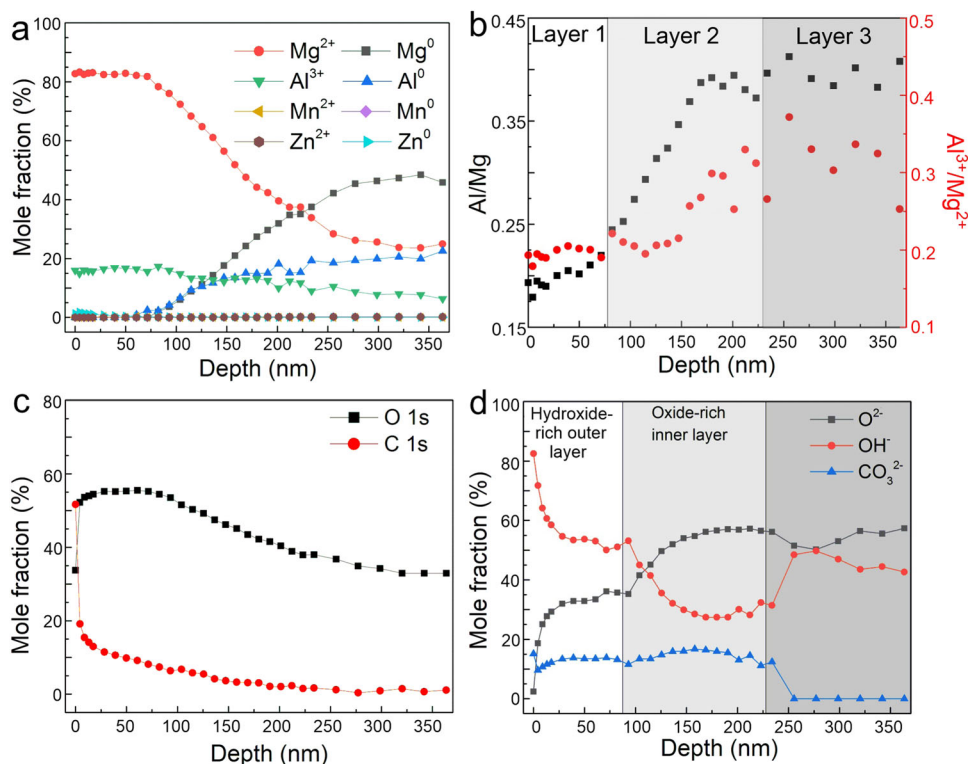 a
Mole fraction (%)
100
80
60
40
20
0
Mg²⁺
Mg⁰
Al³⁺
Al⁰
Mn²⁺
Mn⁰
Zn²⁺
Zn⁰
0 50 100 150 200 250 300 350
Depth (nm)
b
Al/Mg
0.45
0.35
0.25
0.15
Layer 1
Layer 2
Layer 3
0.5
0.4
0.3
0.2
0.1
Al³⁺/Mg²⁺
0 50 100 150 200 250 300 350
Depth (nm)
c
Mole fraction (%)
80
60
40
20
0
O 1s
C 1s
0 50 100 150 200 250 300 350
Depth (nm)
d
Mole fraction (%)
100
80
60
40
20
0
Hydroxide-
rich outer
layer
Oxide-rich
inner layer
O²⁻
OH⁻
CO₃²⁻
0 50 100 150 200 250 300 350
Depth (nm)